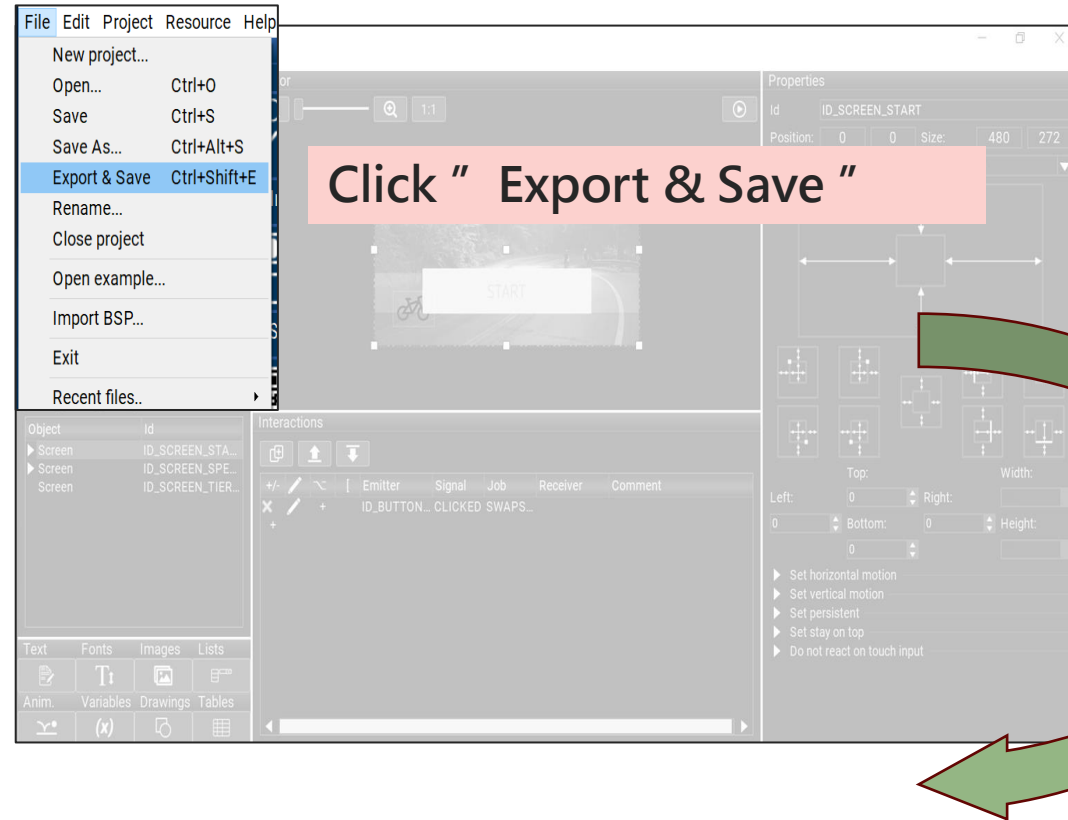 File Edit Project Resource Help
New project...
Open... Ctrl+O
Save Ctrl+S
Save As... Ctrl+Alt+S
Export & Save Ctrl+Shift+E
Rename...
Close project
Open example...
Import BSP...
Exit
Recent files..
or
1:1
Click " Export & Save "
START
Properties
Id ID_SCREEN_START
Position: 0 0 Size: 480 272
Top: Width:
Left: 0 Right:
0 Bottom: 0 Height:
0
Set horizontal motion
Set vertical motion
Set persistent
Set stay on top
Do not react on touch input
Object Id
Screen ID_SCREEN_STA...
Screen ID_SCREEN_SPE...
Screen ID_SCREEN_TIER...
Interactions
+/- [ Emitter Signal Job Receiver Comment
X + ID_BUTTON... CLICKED SWAPS...
+
Text Fonts Images Lists
Anim. Variables Drawings Tables
(x)